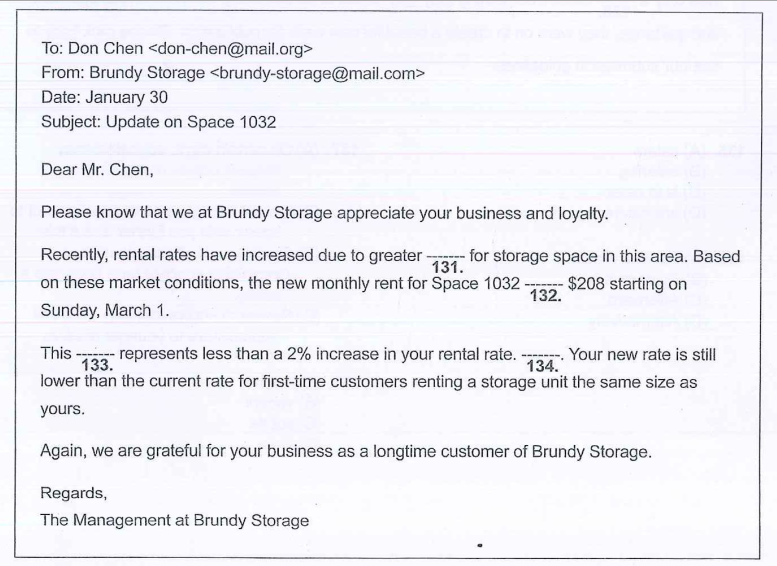 To: Don Chen <don-chen@mail.org>
From: Brundy Storage <brundy-storage@mail.com>
Date: January 30
Subject: Update on Space 1032
Dear Mr. Chen,
Please know that we at Brundy Storage appreciate your business and loyalty.
Recently, rental rates have increased due to greater ------- for storage space in this area. Based
131.
on these market conditions, the new monthly rent for Space 1032 ------- $208 starting on
132.
Sunday, March 1.
This ------- represents less than a 2% increase in your rental rate. -------. Your new rate is still
133. 134.
lower than the current rate for first-time customers renting a storage unit the same size as
yours.
Again, we are grateful for your business as a longtime customer of Brundy Storage.
Regards,
The Management at Brundy Storage